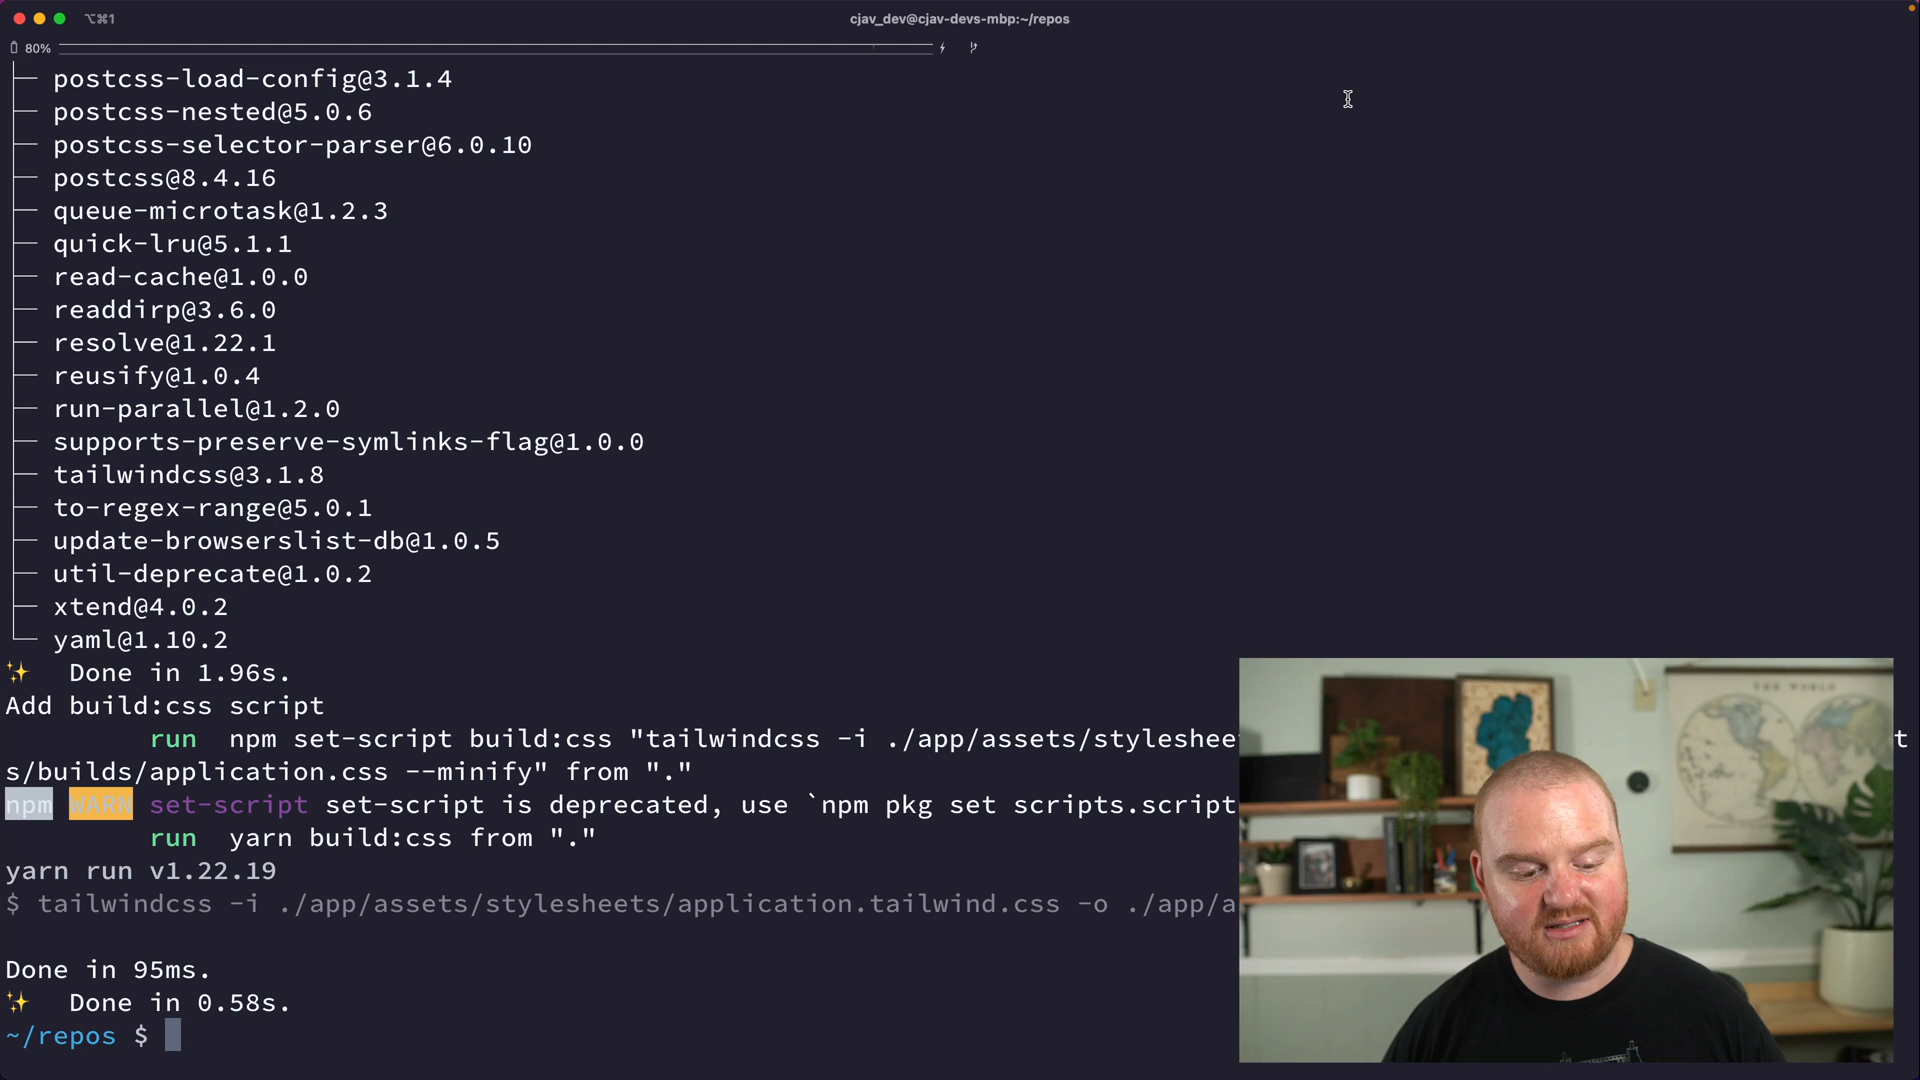 ⌥⌘1
cjav_dev@cjav-devs-mbp:~/repos
80%
postcss-load-config@3.1.4
postcss-nested@5.0.6
postcss-selector-parser@6.0.10
postcss@8.4.16
queue-microtask@1.2.3
quick-lru@5.1.1
read-cache@1.0.0
readdirp@3.6.0
resolve@1.22.1
reusify@1.0.4
run-parallel@1.2.0
supports-preserve-symlinks-flag@1.0.0
tailwindcss@3.1.8
to-regex-range@5.0.1
update-browserslist-db@1.0.5
util-deprecate@1.0.2
xtend@4.0.2
yaml@1.10.2
✨ Done in 1.96s.
Add build:css script
run npm set-script build:css "tailwindcss -i ./app/assets/styleshee t
s/builds/application.css --minify" from "."
npm WARN set-script set-script is deprecated, use `npm pkg set scripts.script
run yarn build:css from "."
yarn run v1.22.19
$ tailwindcss -i ./app/assets/stylesheets/application.tailwind.css -o ./app/a
Done in 95ms.
✨ Done in 0.58s.
~/repos $
THE WORLD